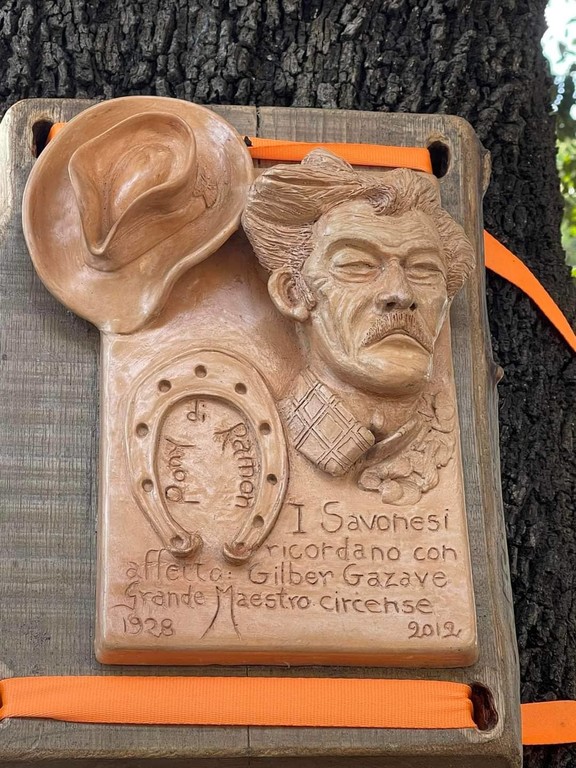 Pony
di
Ramon
I Savonesi
ricordano con
affetto: Gilber Gazave
Grande Maestro circense
1928 2012